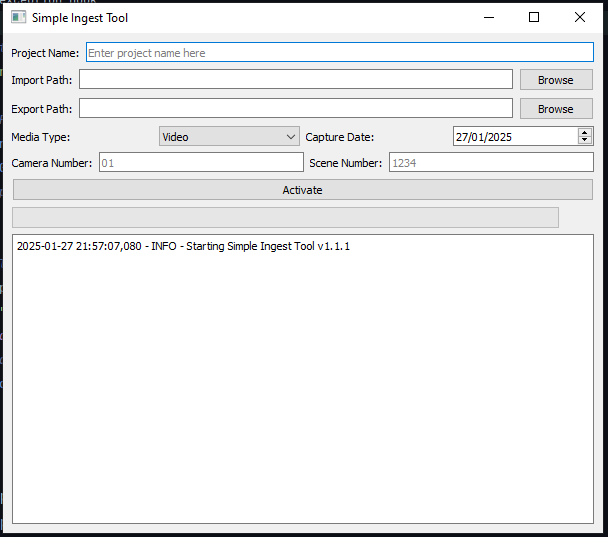 Simple Ingest Tool
Project Name: Enter project name here
Import Path: Browse
Export Path: Browse
Media Type: Video Capture Date: 27/01/2025
Camera Number: 01 Scene Number: 1234
Activate
2025-01-27 21:57:07,080 - INFO - Starting Simple Ingest Tool v1.1.1